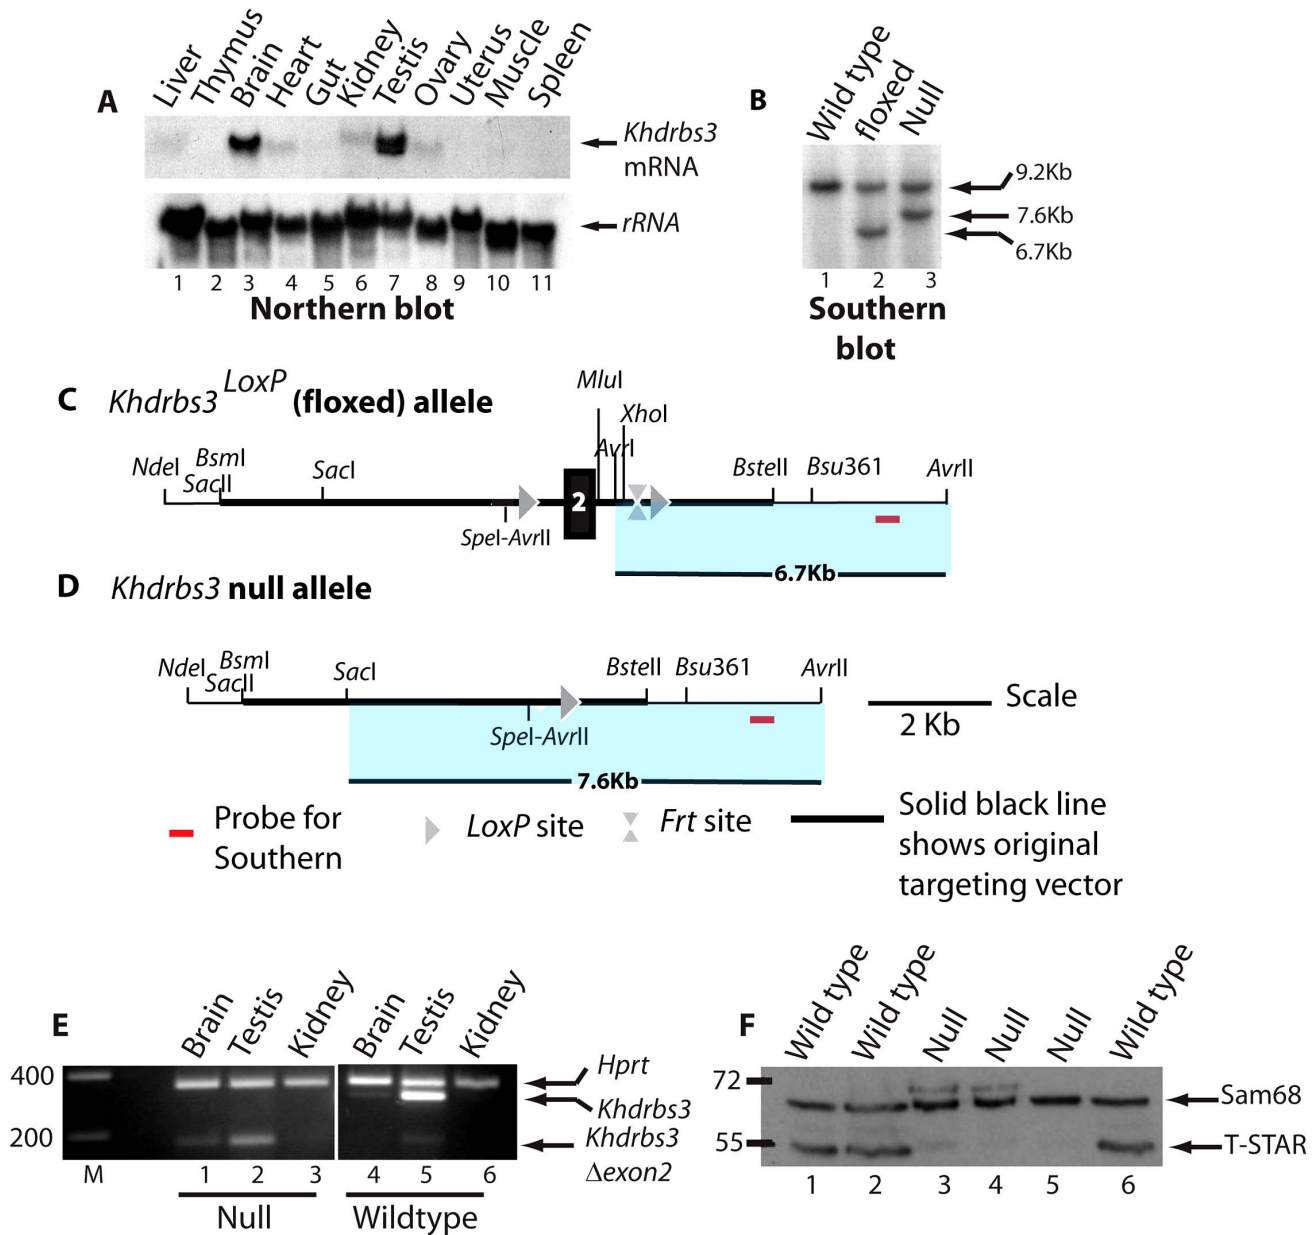 A
Liver
Thymus
Brain
Heart
Gut
Kidney
Testis
Ovary
Uterus
Muscle
Spleen
Khdrbs3
mRNA
rRNA
1 2 3 4 5 6 7 8 9 10 11
Northern blot
B
Wild type
floxed
Null
9.2Kb
7.6Kb
6.7Kb
1 2 3
Southern
blot
C
Khdrbs3 LoxP (floxed) allele
MluI
XhoI
AvrI
NdeI
BsmI
SacII
SacI
BsteII
Bsu361
AvrII
2
SpeI-AvrII
6.7Kb
D
Khdrbs3 null allele
NdeI
BsmI
SacII
SacI
BsteII
Bsu361
AvrII
SpeI-AvrII
7.6Kb
Scale
2 Kb
Probe for
Southern
LoxP site
Frt site
Solid black line
shows original
targeting vector
E
Brain
Testis
Kidney
Brain
Testis
Kidney
400
200
Hprt
Khdrbs3
Khdrbs3
Δexon2
M 1 2 3 4 5 6
Null
Wildtype
F
Wild type
Wild type
Null
Null
Null
Wild type
72
55
Sam68
T-STAR
1 2 3 4 5 6